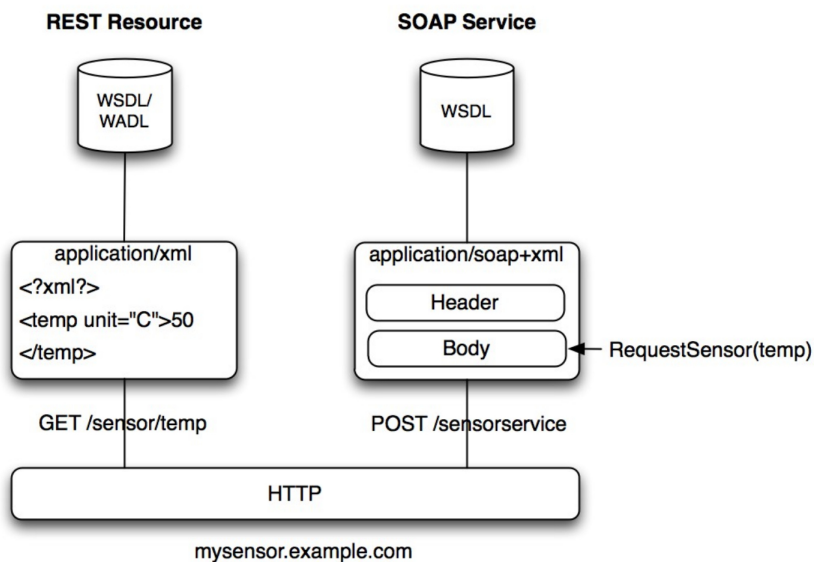 REST Resource
SOAP Service
WSDL/
WADL
WSDL
application/xml
<?xml?>
<temp unit="C">50
</temp>
application/soap+xml
Header
Body
RequestSensor(temp)
GET /sensor/temp
POST /sensorservice
HTTP
mysensor.example.com